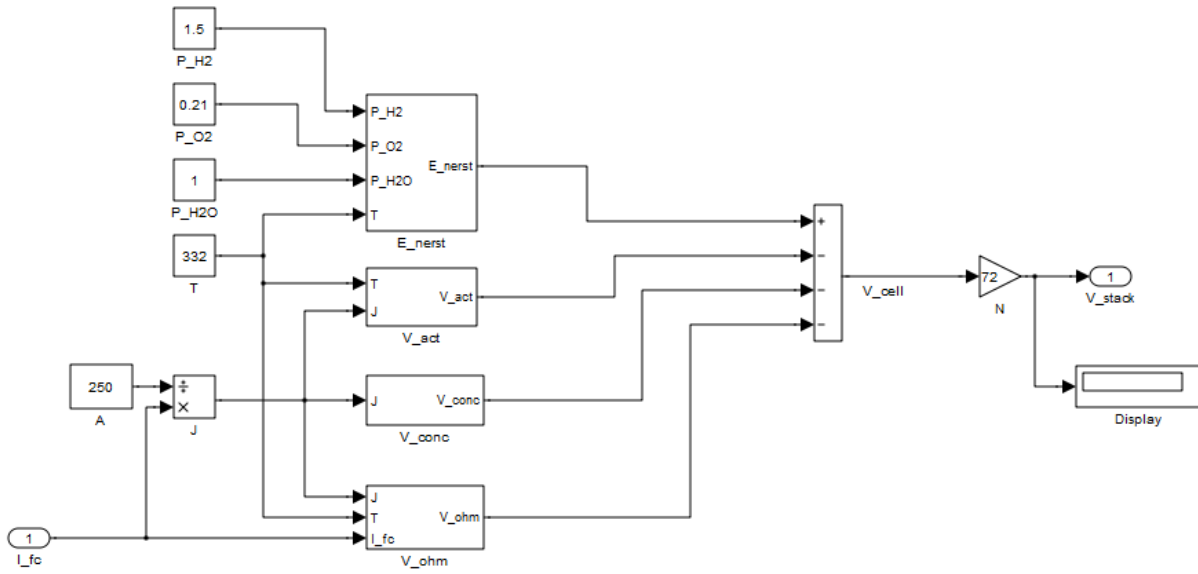 1.5
P_H2
0.21
P_O2
1
P_H2O
332
T
P_H2
P_O2
P_H2O
T
E_nerst
E_nerst
T
J
V_act
V_act
250
A
÷
×
J
J
V_conc
V_conc
J
T
I_fc
V_ohm
V_ohm
1
I_fc
+
−
−
−
V_cell
72
N
1
V_stack
Display